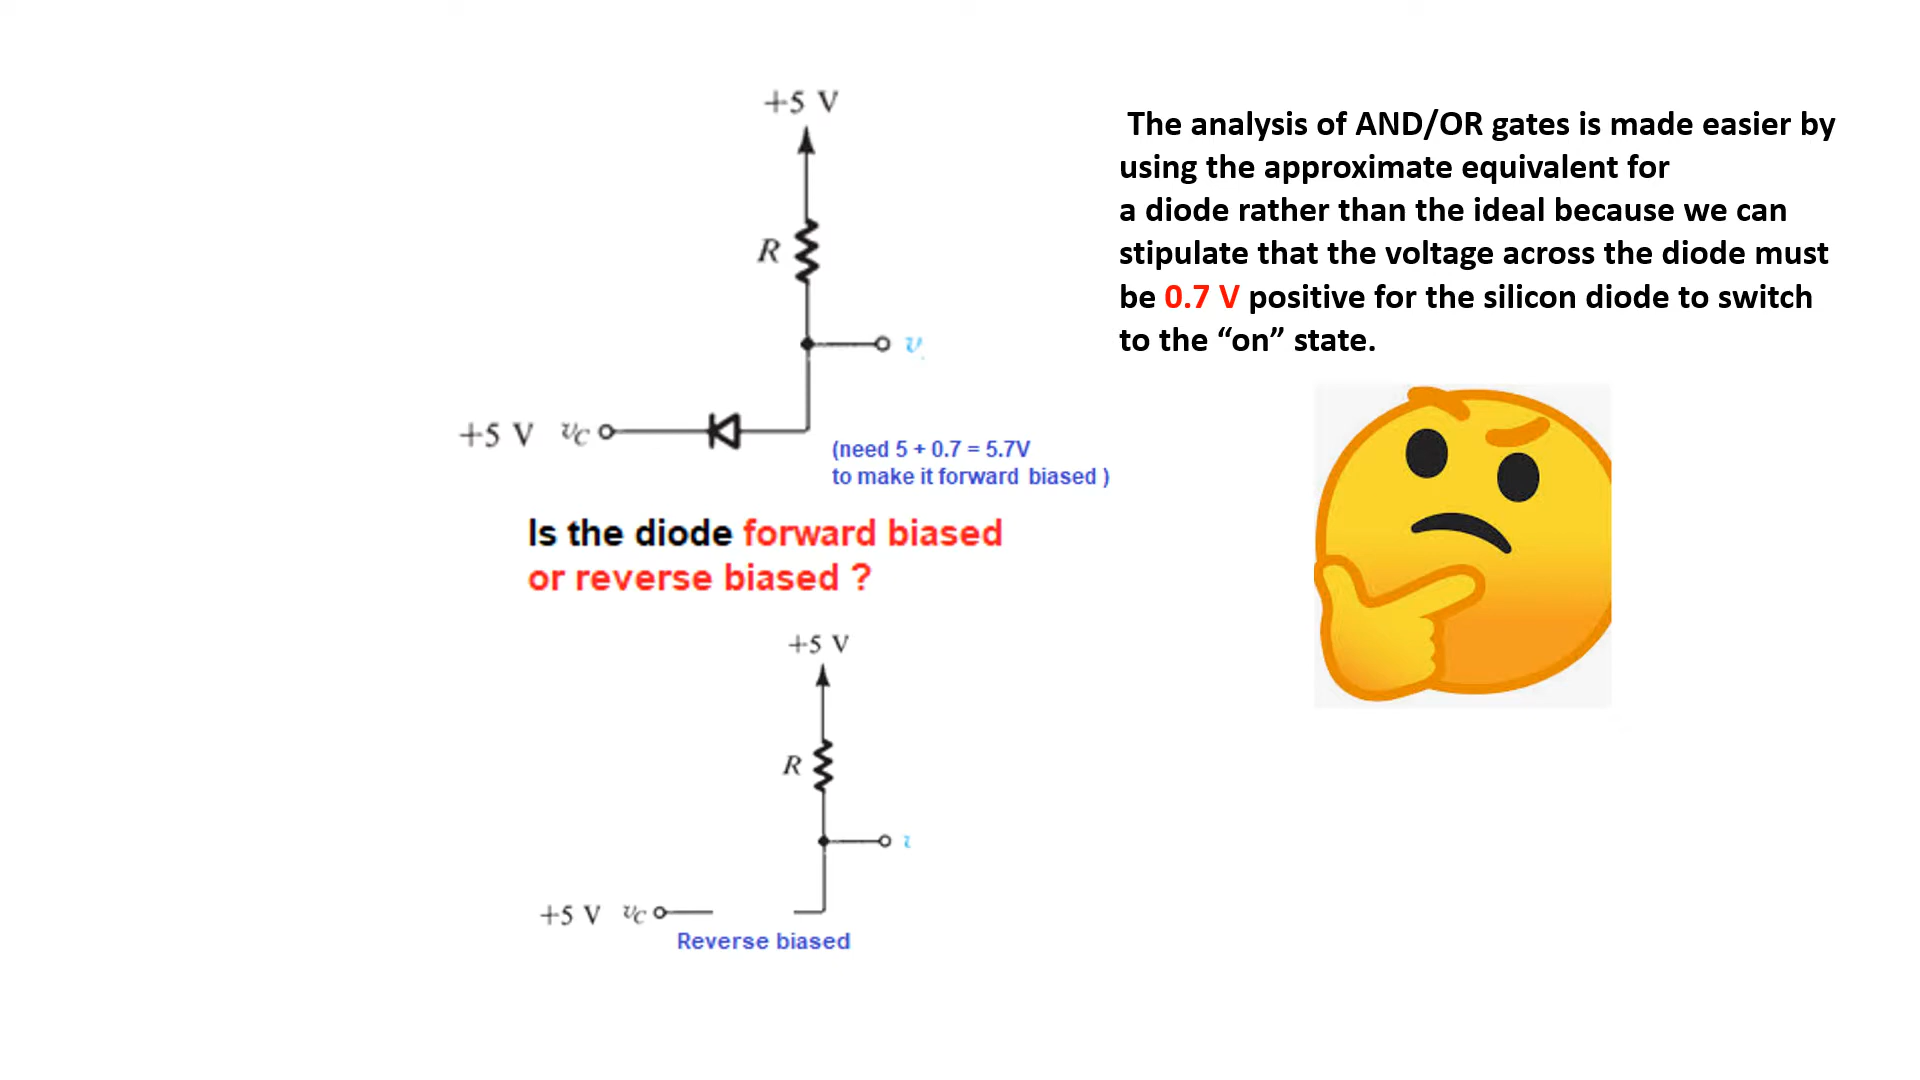 +5 V
R
v
+5 V vC
(need 5 + 0.7 = 5.7V
to make it forward biased )
Is the diode forward biased
or reverse biased ?
+5 V
R
+5 V vC
Reverse biased
The analysis of AND/OR gates is made easier by
using the approximate equivalent for
a diode rather than the ideal because we can
stipulate that the voltage across the diode must
be 0.7 V positive for the silicon diode to switch
to the “on” state.